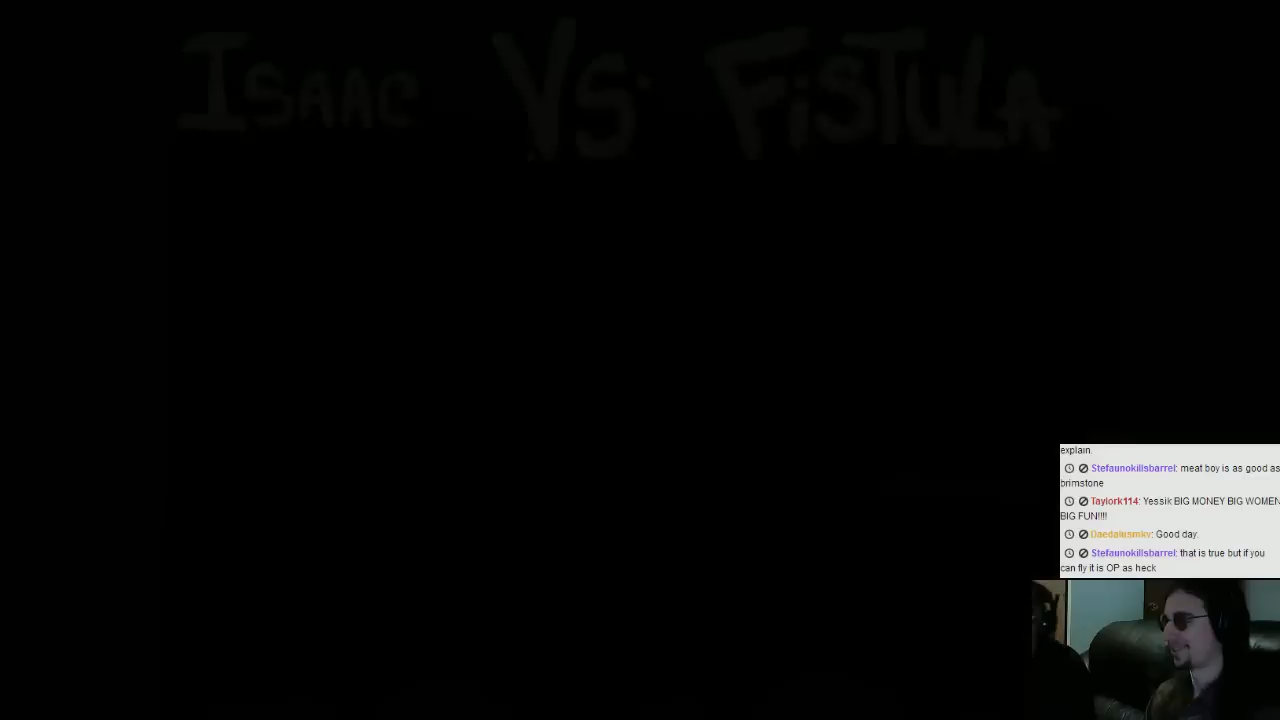 Isaac Vs. Fistula
explain.
Stefaunokillsbarrel: meat boy is as good as
brimstone
Taylork114: Yessik BIG MONEY BIG WOMEN
BIG FUN!!!!
Daedalusmkv: Good day.
Stefaunokillsbarrel: that is true but if you
can fly it is OP as heck